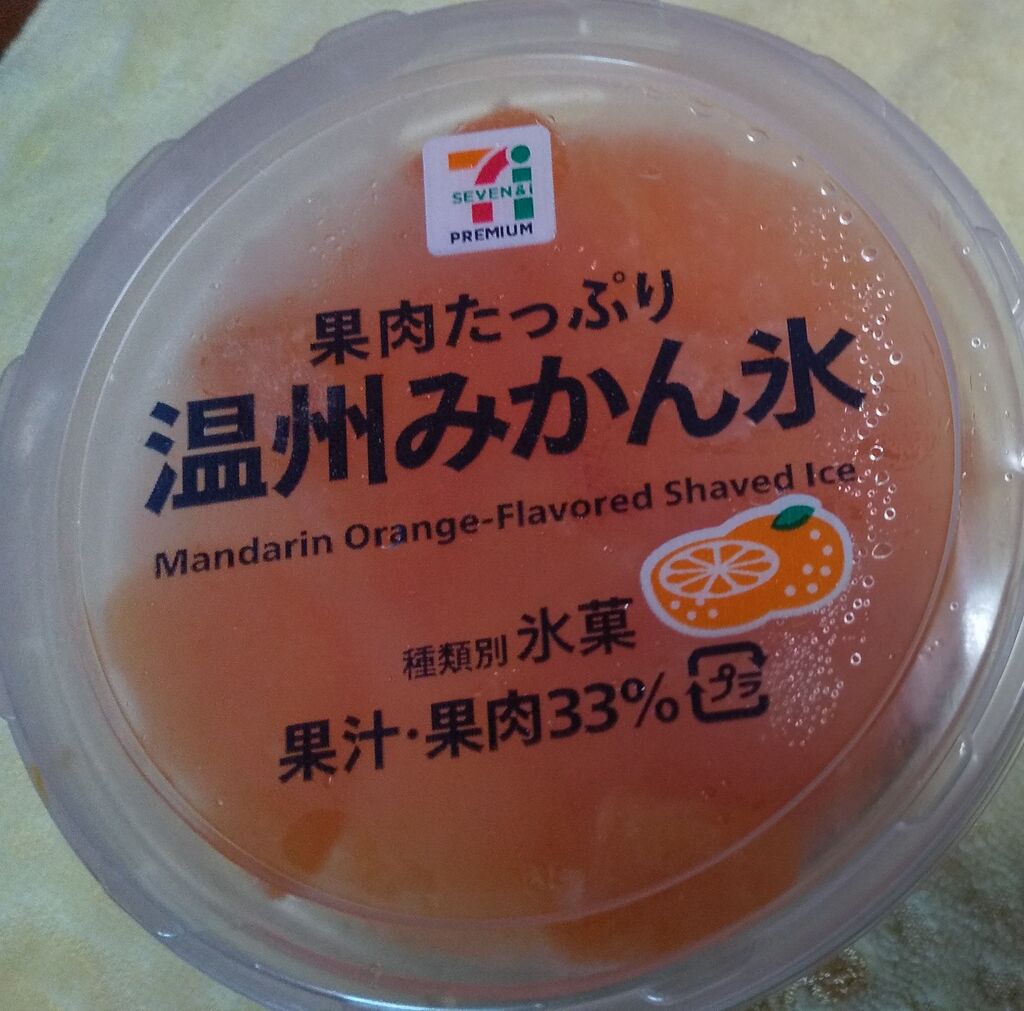 SEVEN&i
PREMIUM
果肉たっぷり
温州みかん氷
Mandarin Orange-Flavored Shaved Ice
種類別 氷菓
果汁・果肉33% プラ